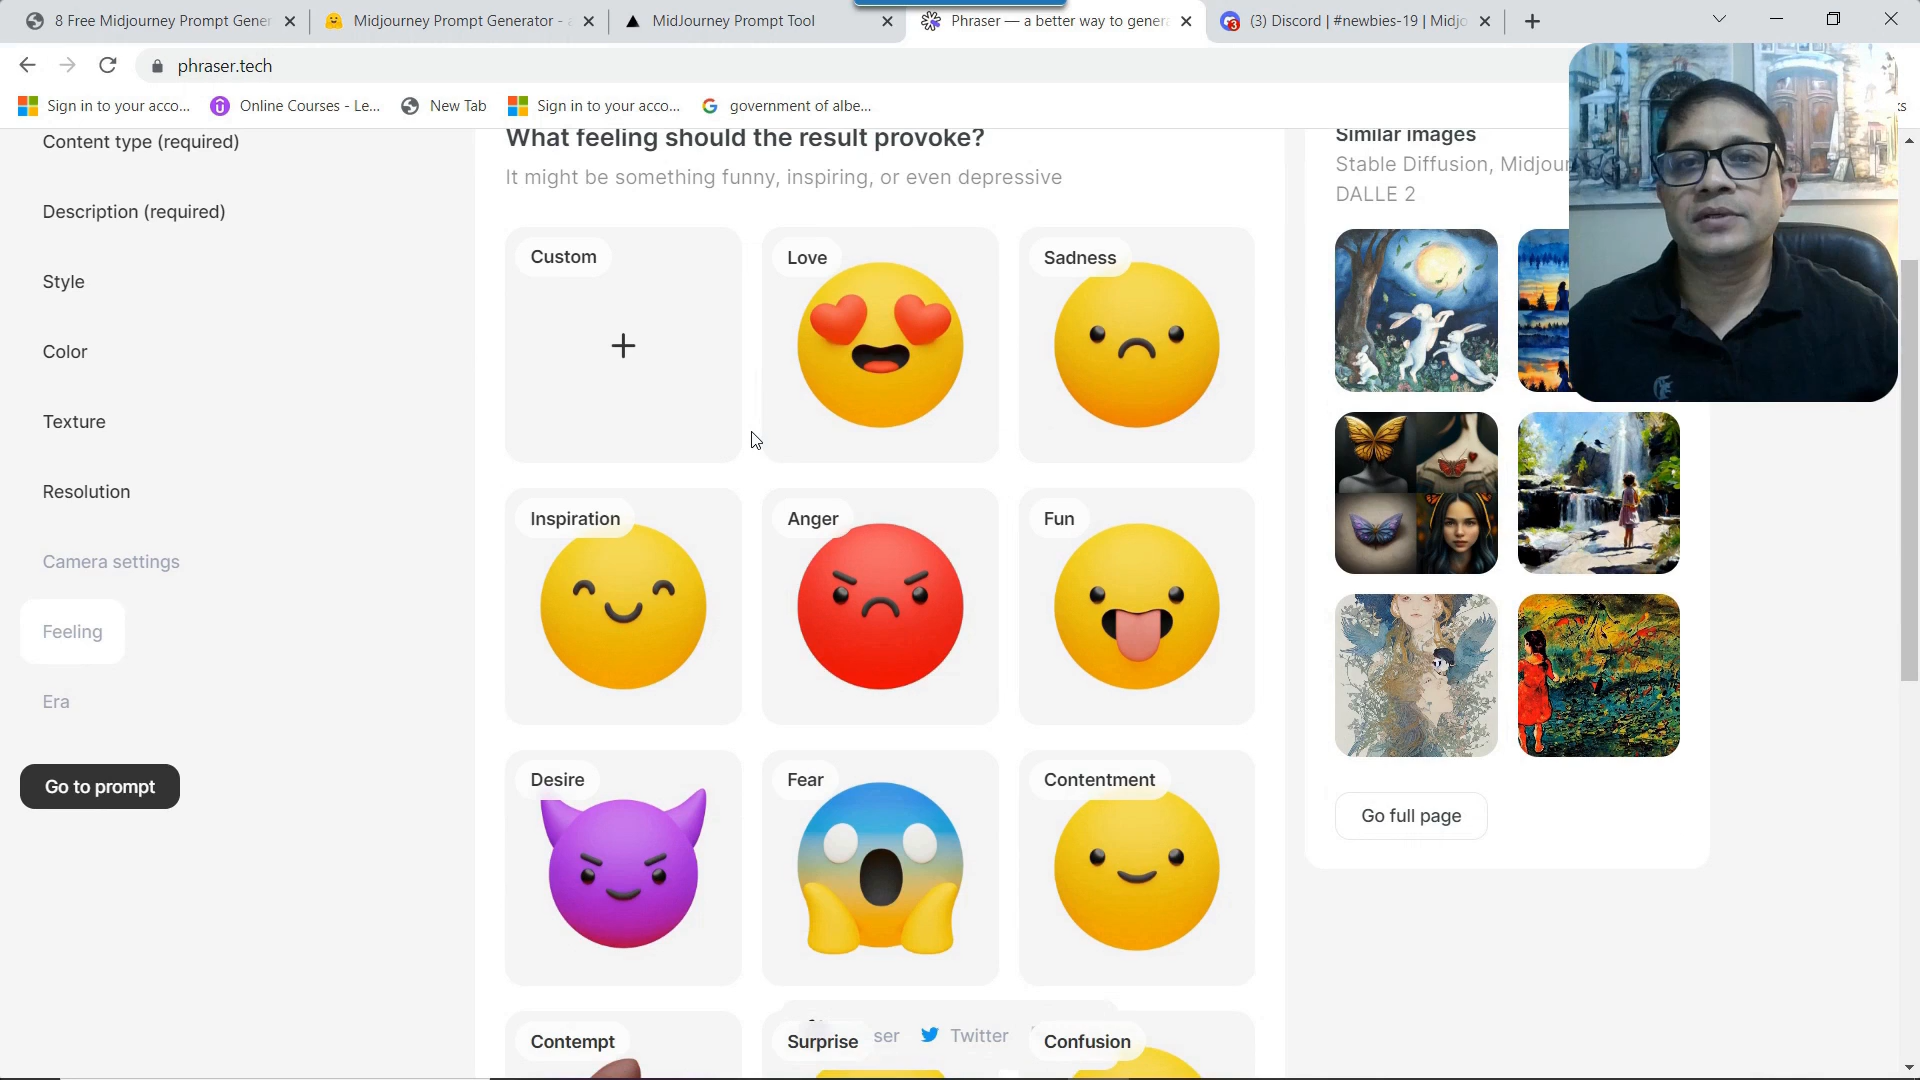 8 Free Midjourney Prompt Gener
Midjourney Prompt Generator - a
MidJourney Prompt Tool
Phraser — a better way to genera
(3) Discord | #newbies-19 | Midjo
phraser.tech
Sign in to your acco...
Online Courses - Le...
New Tab
Sign in to your acco...
government of albe...
Content type (required)
Description (required)
Style
Color
Texture
Resolution
Camera settings
Feeling
Era
Go to prompt
What feeling should the result provoke?
It might be something funny, inspiring, or even depressive
Custom
Love
Sadness
Inspiration
Anger
Fun
Desire
Fear
Contentment
Contempt
Surprise
ser
Twitter
Confusion
Similar images
Stable Diffusion, Midjour
DALLE 2
Go full page